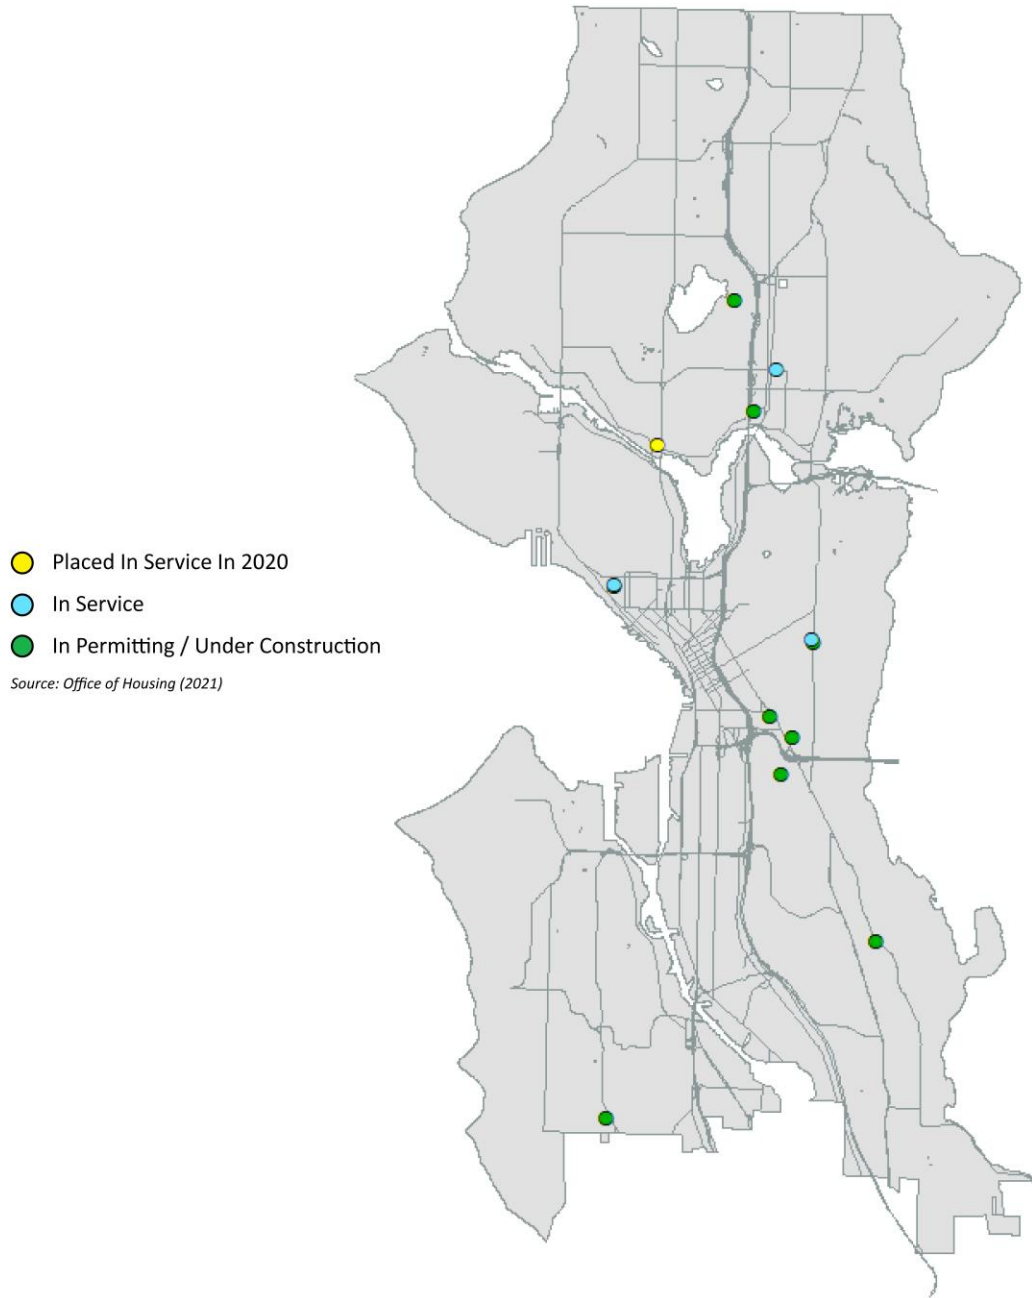 Placed In Service In 2020
In Service
In Permitting / Under Construction
Source: Office of Housing (2021)